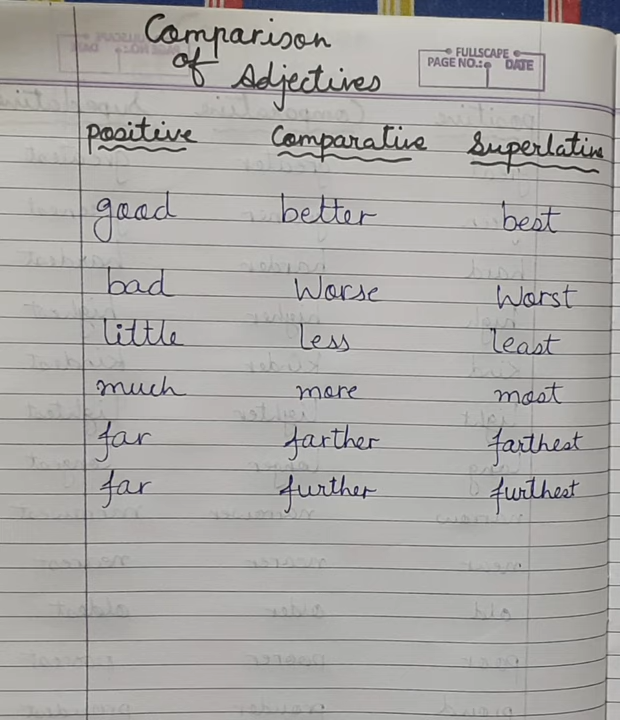 Comparison
of Adjectives
FULLSCAPE
PAGE NO.: DATE
positive Comparative Superlative
good better best
bad Worse Worst
little less least
much more most
far farther farthest
far further furthest